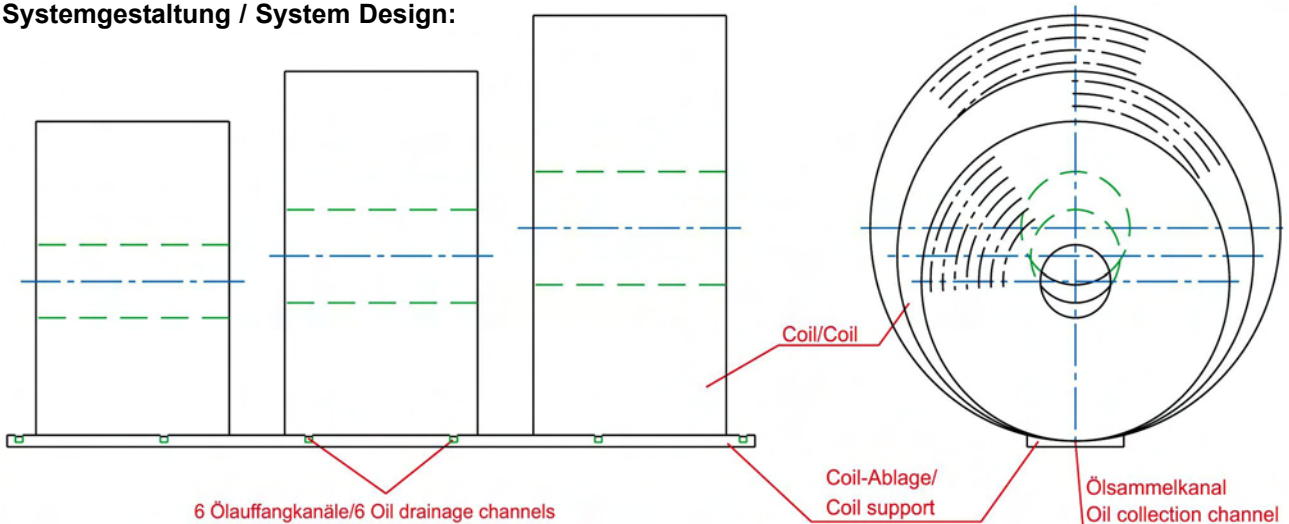 Systemgestaltung / System Design:
Coil/Coil
6 Ölauffangkanäle/6 Oil drainage channels
Coil-Ablage/
Coil support
Ölsammelkanal
Oil collection channel